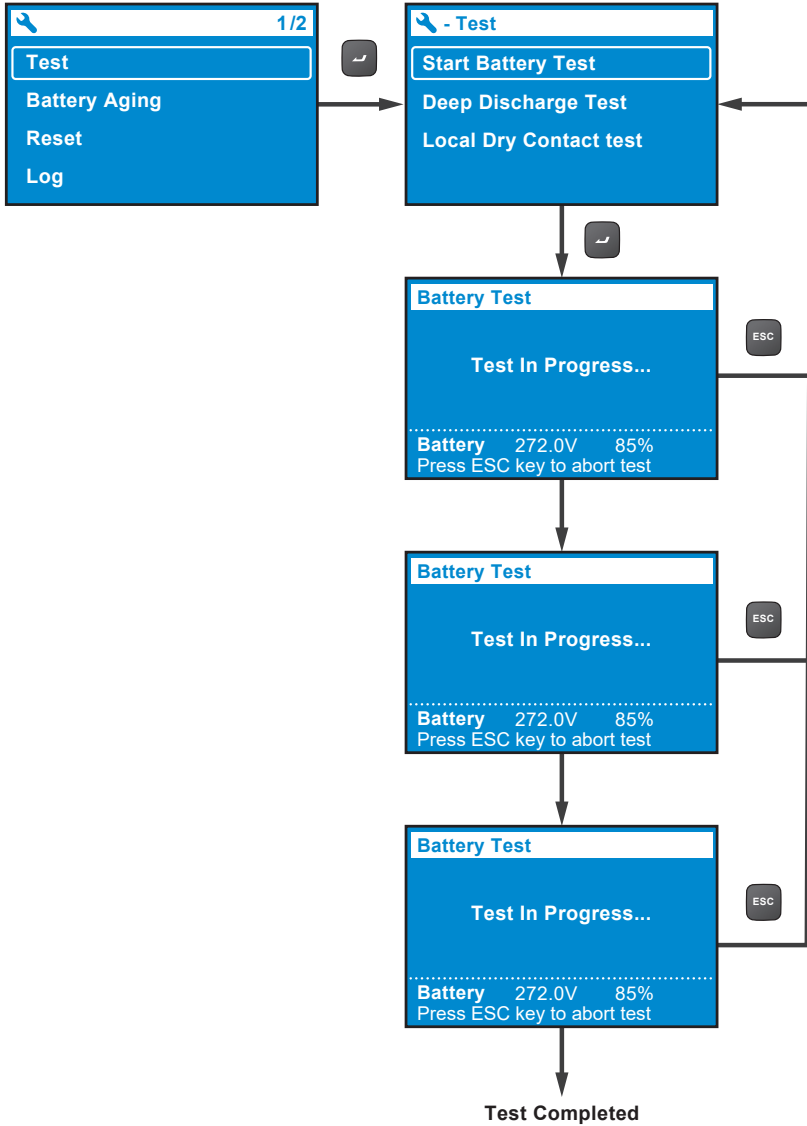 1/2
Test
Battery Aging
Reset
Log
- Test
Start Battery Test
Deep Discharge Test
Local Dry Contact test
Battery Test
Test In Progress...
Battery 272.0V 85%
Press ESC key to abort test
ESC
Battery Test
Test In Progress...
Battery 272.0V 85%
Press ESC key to abort test
ESC
Battery Test
Test In Progress...
Battery 272.0V 85%
Press ESC key to abort test
ESC
Test Completed